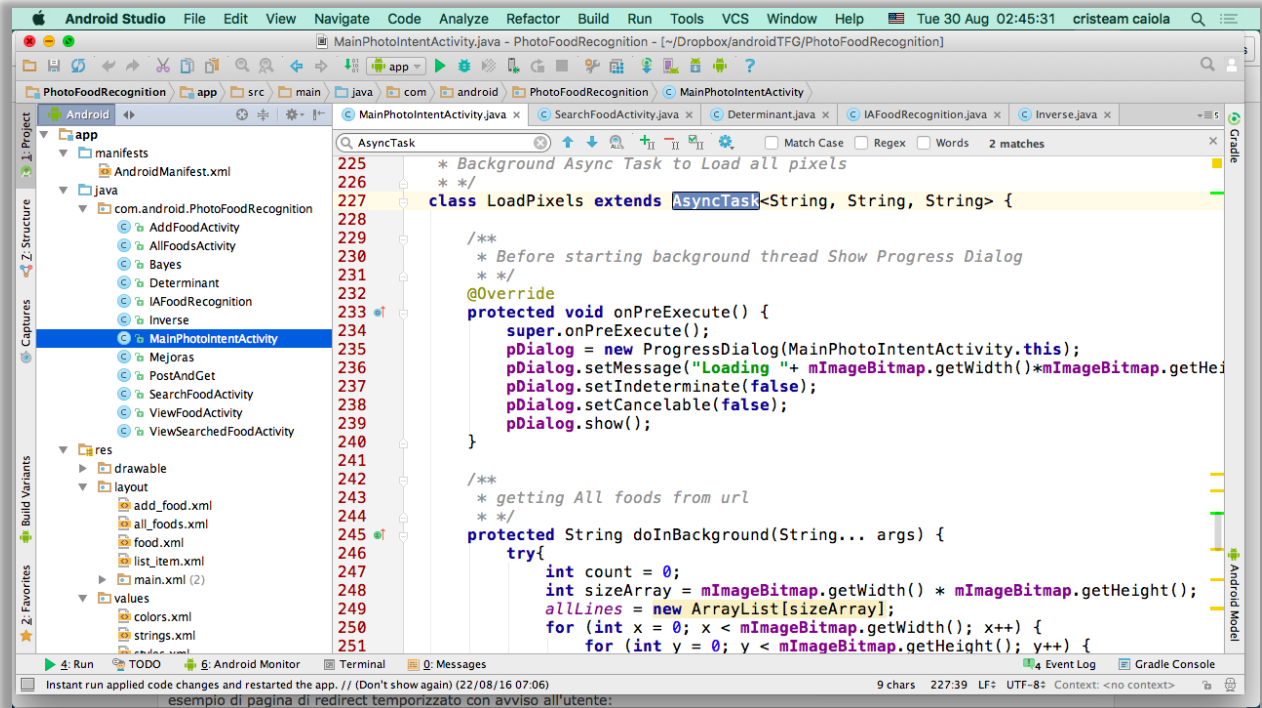 Android Studio File Edit View Navigate Code Analyze Refactor Build Run Tools VCS Window Help Tue 30 Aug 02:45:31 cristeam caiola
MainPhotoIntentActivity.java - PhotoFoodRecognition - [~/Dropbox/androidTFG/PhotoFoodRecognition]
app
PhotoFoodRecognition app src main java com android PhotoFoodRecognition MainPhotoIntentActivity
Android
MainPhotoIntentActivity.java SearchFoodActivity.java Determinant.java IAFoodRecognition.java Inverse.java 5
1: Project
Z: Structure
Captures
Build Variants
2: Favorites
app
manifests
AndroidManifest.xml
java
com.android.PhotoFoodRecognition
AddFoodActivity
AllFoodsActivity
Bayes
Determinant
IAFoodRecognition
Inverse
MainPhotoIntentActivity
Mejoras
PostAndGet
SearchFoodActivity
ViewFoodActivity
ViewSearchedFoodActivity
res
drawable
layout
add_food.xml
all_foods.xml
food.xml
list_item.xml
main.xml (2)
values
colors.xml
strings.xml
styles.xml
AsyncTask Match Case Regex Words 2 matches
225 * Background Async Task to Load all pixels
226 * */
227 class LoadPixels extends AsyncTask<String, String, String> {
228
229 /**
230 * Before starting background thread Show Progress Dialog
231 * */
232 @Override
233 protected void onPreExecute() {
234 super.onPreExecute();
235 pDialog = new ProgressDialog(MainPhotoIntentActivity.this);
236 pDialog.setMessage("Loading "+ mImageBitmap.getWidth()*mImageBitmap.getHei
237 pDialog.setIndeterminate(false);
238 pDialog.setCancelable(false);
239 pDialog.show();
240 }
241
242 /**
243 * getting All foods from url
244 * */
245 protected String doInBackground(String... args) {
246 try{
247 int count = 0;
248 int sizeArray = mImageBitmap.getWidth() * mImageBitmap.getHeight();
249 allLines = new ArrayList[sizeArray];
250 for (int x = 0; x < mImageBitmap.getWidth(); x++) {
251 for (int y = 0; y < mImageBitmap.getHeight(); y++) {
Gradle
Android Model
4: Run TODO 6: Android Monitor Terminal 0: Messages 4 Event Log Gradle Console
Instant run applied code changes and restarted the app. // (Don't show again) (22/08/16 07:06) 9 chars 227:39 LF÷ UTF-8÷ Context: <no context>
esempio di pagina di redirect temporizzato con avviso all'utente: